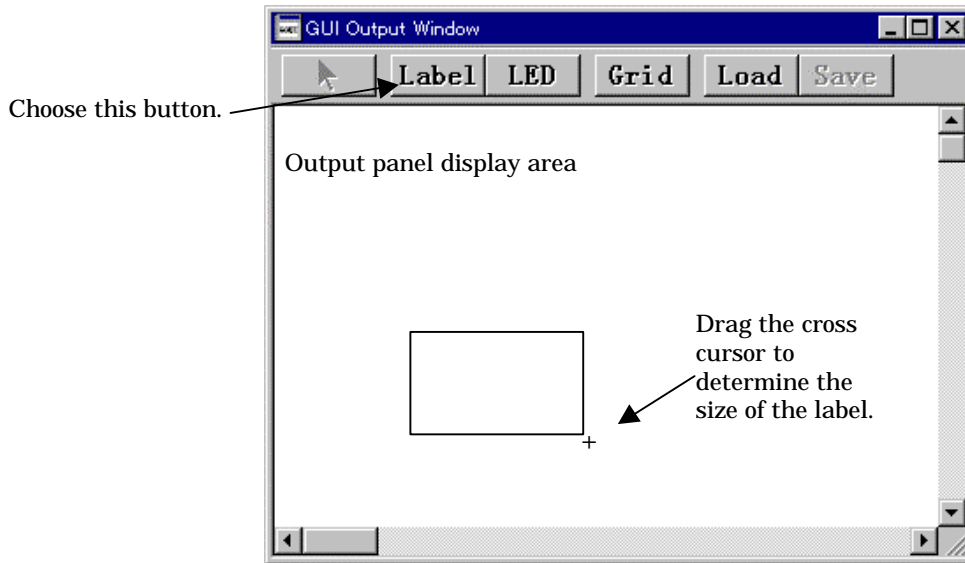 GUI Output Window
Label LED Grid Load Save
Choose this button.
Output panel display area
Drag the cross
cursor to
determine the
size of the label.